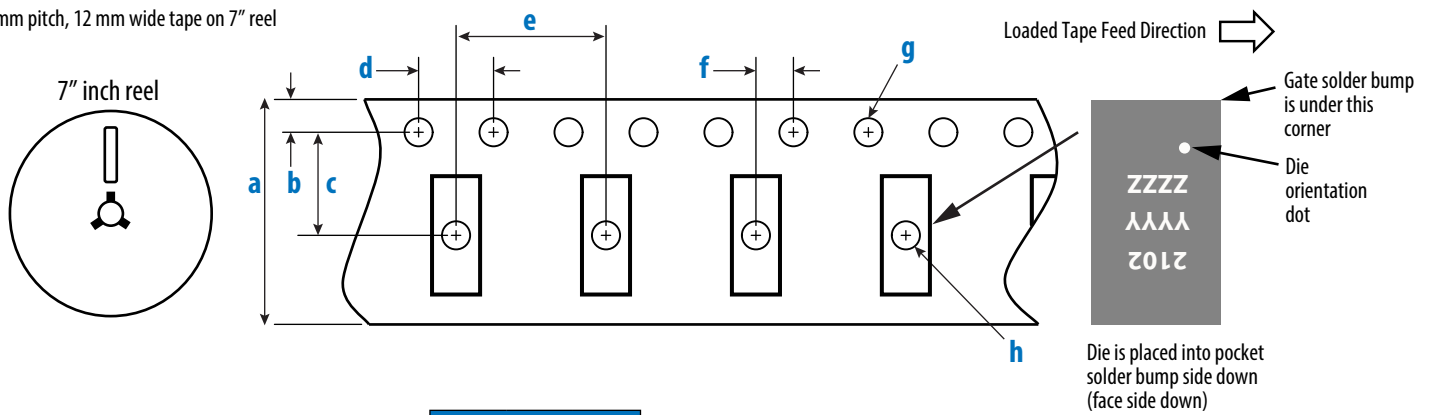 mm pitch, 12 mm wide tape on 7” reel
7” inch reel
a
b
c
d
e
f
g
h
Loaded Tape Feed Direction
Gate solder bump
is under this
corner
Die
orientation
dot
2102
YYYY
ZZZZ
Die is placed into pocket
solder bump side down
(face side down)